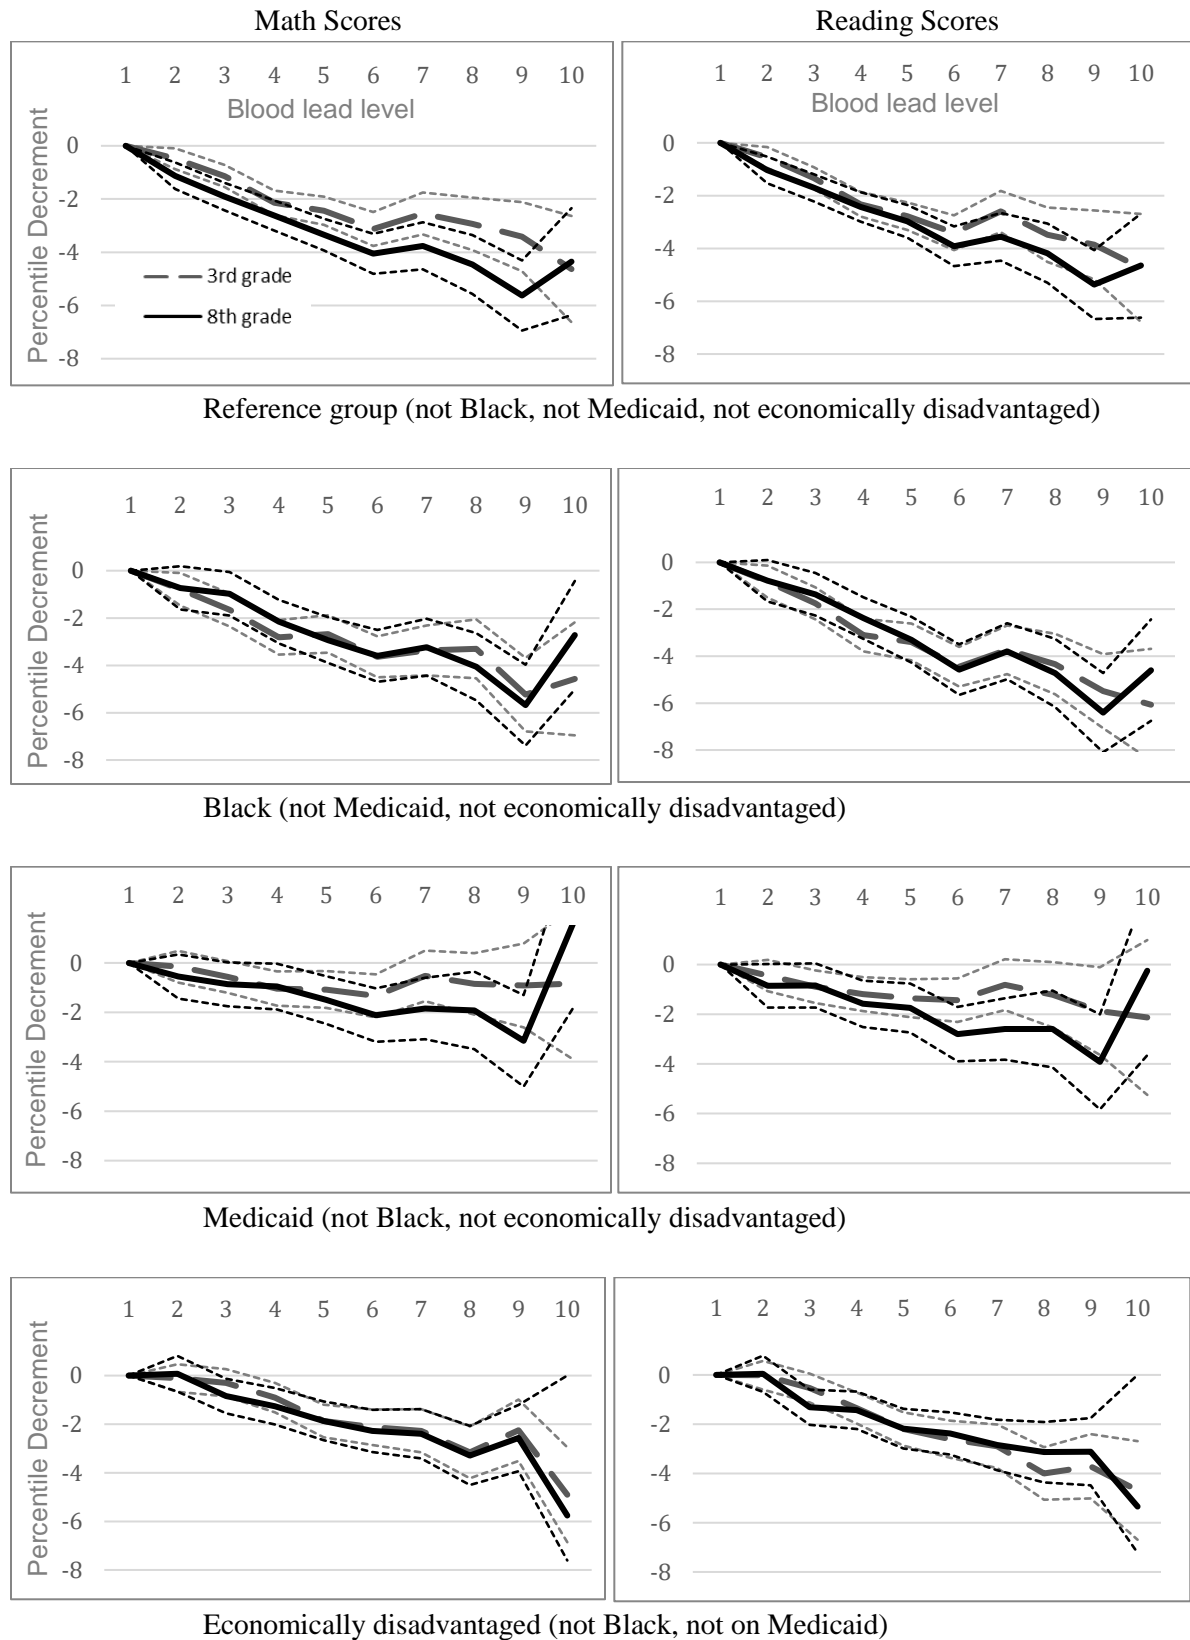 Math Scores
Reading Scores
1 2 3 4 5 6 7 8 9 10
Blood lead level
Percentile Decrement
0
-2
-4
-6
-8
3rd grade
8th grade
1 2 3 4 5 6 7 8 9 10
Blood lead level
0
-2
-4
-6
-8
Reference group (not Black, not Medicaid, not economically disadvantaged)
1 2 3 4 5 6 7 8 9 10
Percentile Decrement
0
-2
-4
-6
-8
1 2 3 4 5 6 7 8 9 10
0
-2
-4
-6
-8
Black (not Medicaid, not economically disadvantaged)
1 2 3 4 5 6 7 8 9 10
Percentile Decrement
0
-2
-4
-6
-8
1 2 3 4 5 6 7 8 9 10
0
-2
-4
-6
-8
Medicaid (not Black, not economically disadvantaged)
1 2 3 4 5 6 7 8 9 10
Percentile Decrement
0
-2
-4
-6
-8
1 2 3 4 5 6 7 8 9 10
0
-2
-4
-6
-8
Economically disadvantaged (not Black, not on Medicaid)